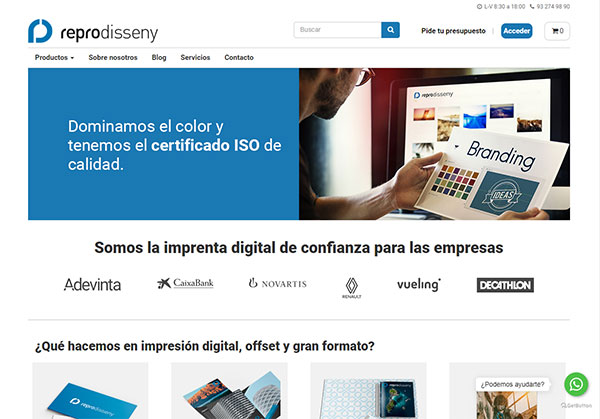 L-V 8:30 a 18:00 93 274 98 90
reprodisseny
Buscar
Pide tu presupuesto
Acceder
0
Productos
Sobre nosotros
Blog
Servicios
Contacto
Dominamos el color y
tenemos el certificado ISO de
calidad.
reprodisseny
Branding
IDEAS
Somos la imprenta digital de confianza para las empresas
Adevinta
CaixaBank
NOVARTIS
RENAULT
vueling
DECATHLON
¿Qué hacemos en impresión digital, offset y gran formato?
¿Podemos ayudarte?
GetButton